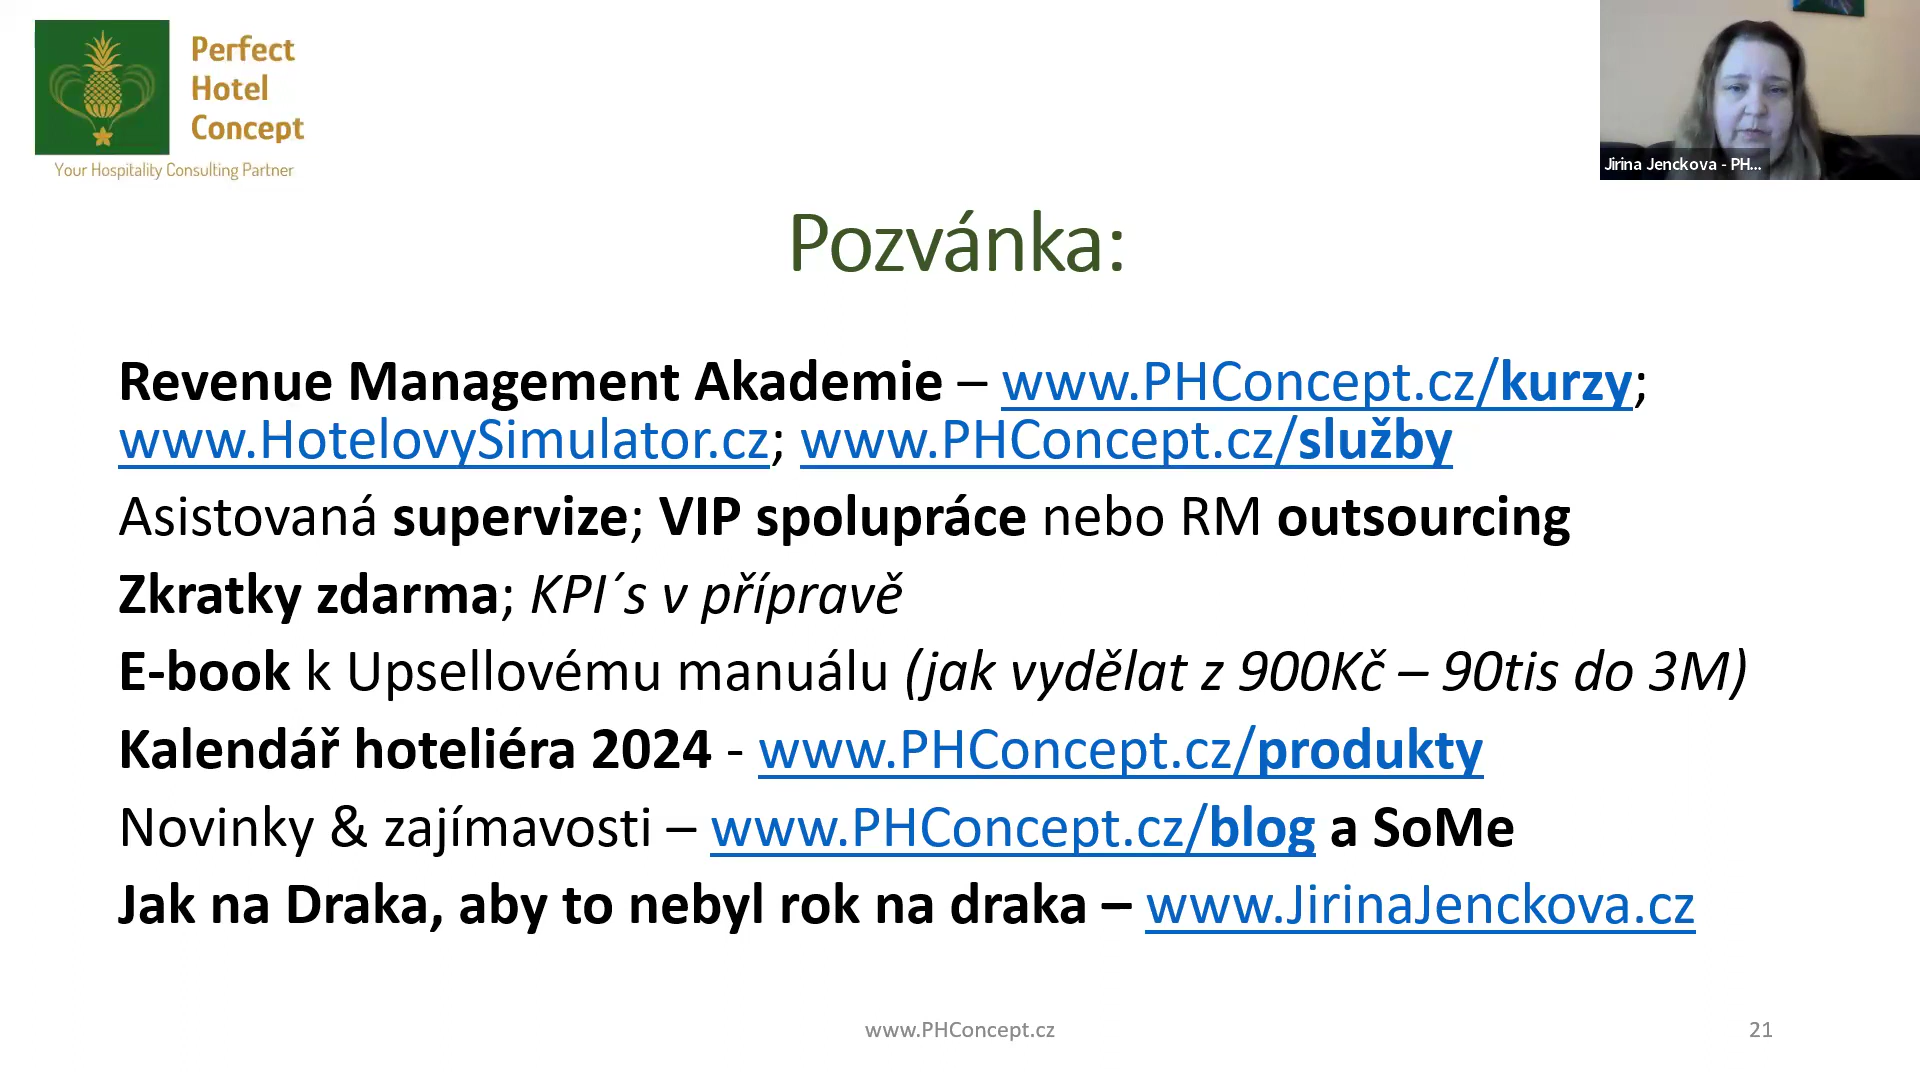 Perfect
Hotel
Concept
Your Hospitality Consulting Partner
Jirina Jenckova - PH...
Pozvánka:
Revenue Management Akademie – www.PHConcept.cz/kurzy;
www.HotelovySimulator.cz; www.PHConcept.cz/služby
Asistovaná supervize; VIP spolupráce nebo RM outsourcing
Zkratky zdarma; KPI´s v přípravě
E-book k Upsellovému manuálu (jak vydělat z 900Kč – 90tis do 3M)
Kalendář hoteliéra 2024 - www.PHConcept.cz/produkty
Novinky & zajímavosti – www.PHConcept.cz/blog a SoMe
Jak na Draka, aby to nebyl rok na draka – www.JirinaJenckova.cz
www.PHConcept.cz
21